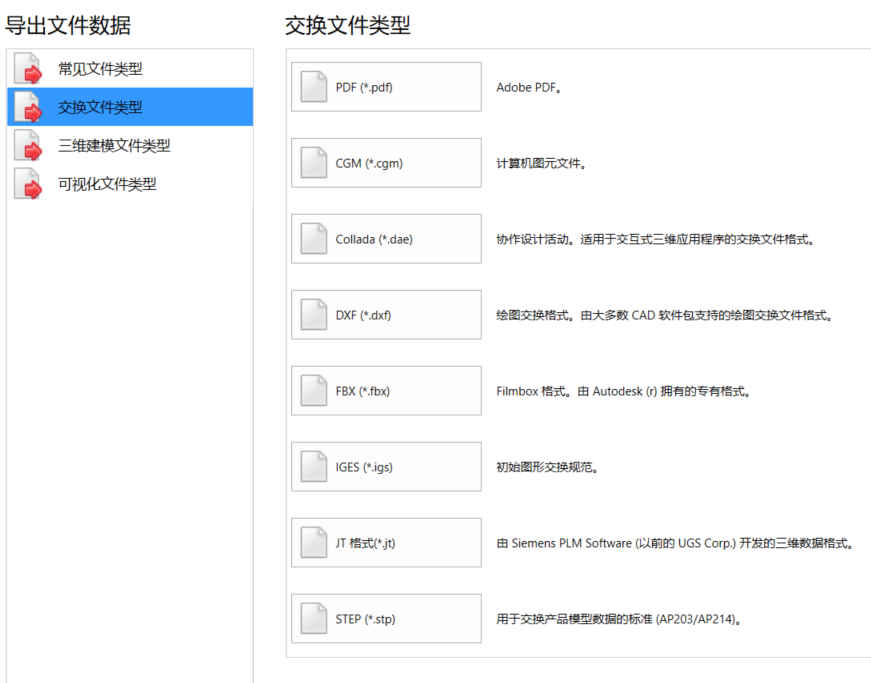 导出文件数据
常见文件类型
交换文件类型
三维建模文件类型
可视化文件类型
交换文件类型
PDF (*.pdf) Adobe PDF。
CGM (*.cgm) 计算机图元文件。
Collada (*.dae) 协作设计活动。适用于交互式三维应用程序的交换文件格式。
DXF (*.dxf) 绘图交换格式。由大多数 CAD 软件包支持的绘图交换文件格式。
FBX (*.fbx) Filmbox 格式。由 Autodesk (r) 拥有的专有格式。
IGES (*.igs) 初始图形交换规范。
JT 格式(*.jt) 由 Siemens PLM Software (以前的 UGS Corp.) 开发的三维数据格式。
STEP (*.stp) 用于交换产品模型数据的标准 (AP203/AP214)。